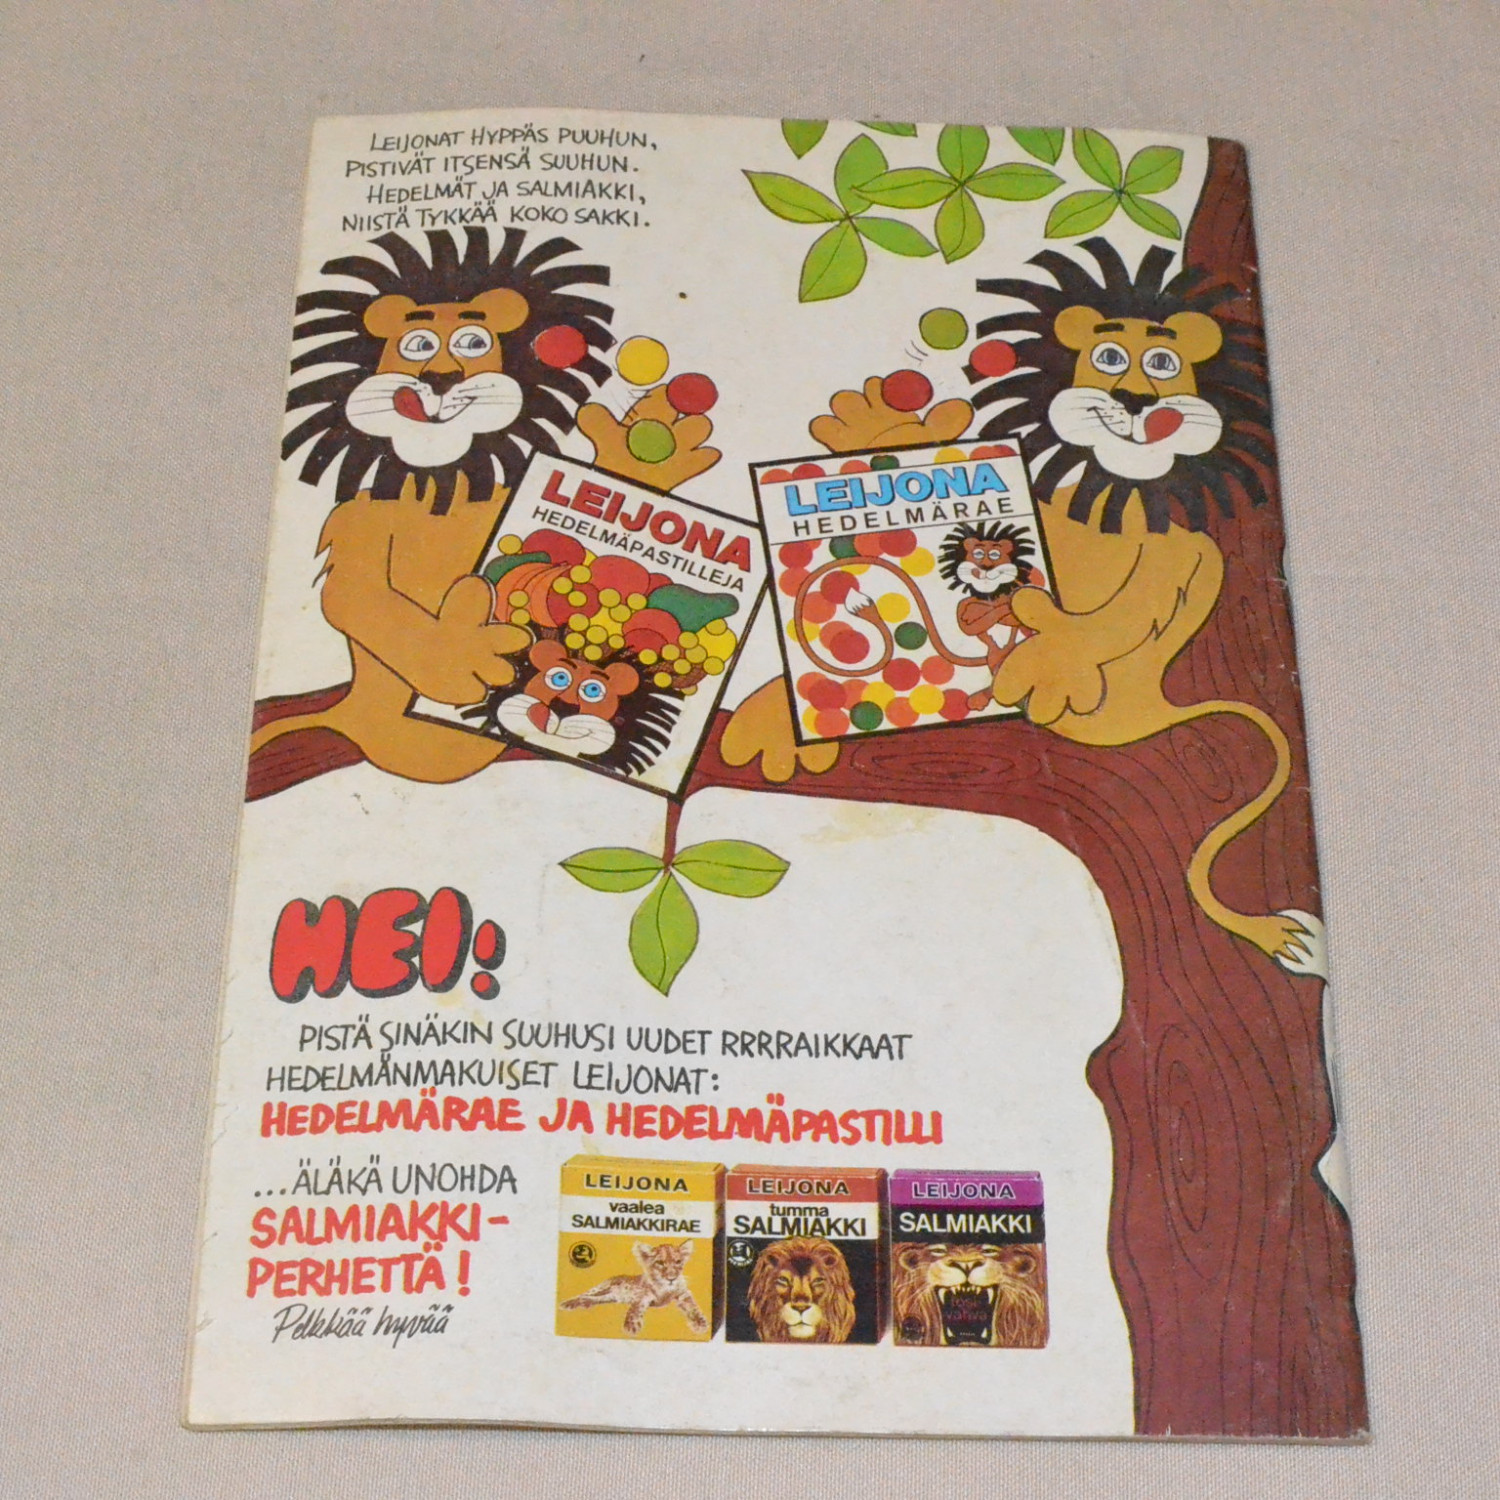 LEIJONAT HYPPÄS PUUHUN,
PISTIVÄT ITSENSÄ SUUHUN.
HEDELMÄT JA SALMIAKKI,
NIISTÄ TYKKÄÄ KOKO SAKKI.
LEIJONA
HEDELMÄPASTILLEJA
LEIJONA
HEDELMÄRAE
HEI!
PISTÄ SINÄKIN SUUHUSI UUDET RRRRAIKKAAT
HEDELMÄNMAKUISET LEIJONAT:
HEDELMÄRAE JA HEDELMÄPASTILLI
...ÄLÄKÄ UNOHDA
SALMIAKKI-
PERHETTÄ!
Pelkkää hyvää
LEIJONA
vaalea
SALMIAKKIRAE
LEIJONA
tumma
SALMIAKKI
LEIJONA
SALMIAKKI
tosi
vahva